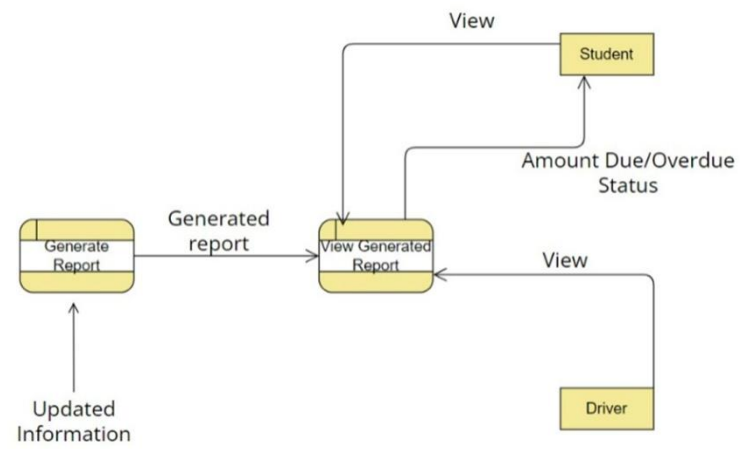 View
Student
Amount Due/Overdue
Status
Generated
report
Generate
Report
View Generated
Report
View
Driver
Updated
Information